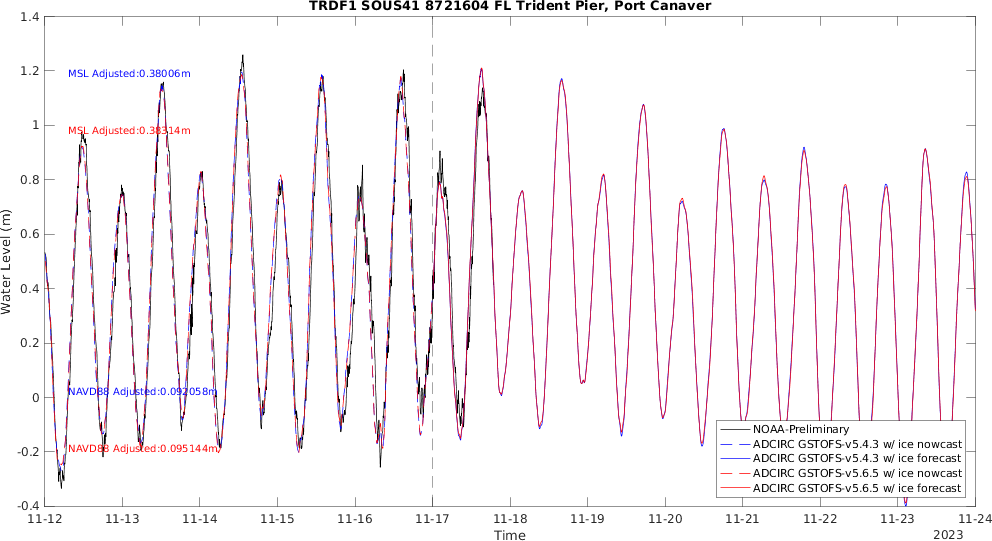 TRDF1 SOUS41 8721604 FL Trident Pier, Port Canaver
1.4
1.2
1
0.8
0.6
0.4
0.2
0
-0.2
-0.4
Water Level (m)
MSL Adjusted:0.38006m
MSL Adjusted:0.38314m
NAVD88 Adjusted:0.092058m
NAVD88 Adjusted:0.095144m
NOAA-Preliminary
ADCIRC GSTOFS-v5.4.3 w/ ice nowcast
ADCIRC GSTOFS-v5.4.3 w/ ice forecast
ADCIRC GSTOFS-v5.6.5 w/ ice nowcast
ADCIRC GSTOFS-v5.6.5 w/ ice forecast
11-12 11-13 11-14 11-15 11-16 11-17 11-18 11-19 11-20 11-21 11-22 11-23 11-24
Time
2023